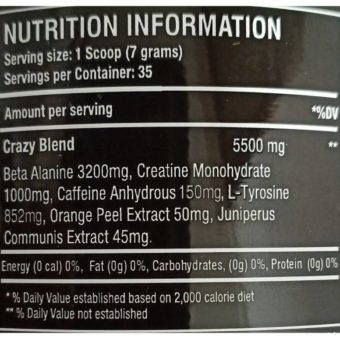 NUTRITION INFORMATION
Serving size: 1 Scoop (7 grams)
Servings per Container: 35
Amount per serving *%DV
Crazy Blend 5500 mg **
Beta Alanine 3200mg, Creatine Monohydrate
1000mg, Caffeine Anhydrous 150mg, L-Tyrosine
852mg, Orange Peel Extract 50mg, Juniperus
Communis Extract 45mg.
Energy (0 cal) 0%, Fat (0g) 0%, Carbohydrates, (0g) 0%, Protein (0g) 0%
* % Daily Value established based on 2,000 calorie diet
** % Daily Value not established